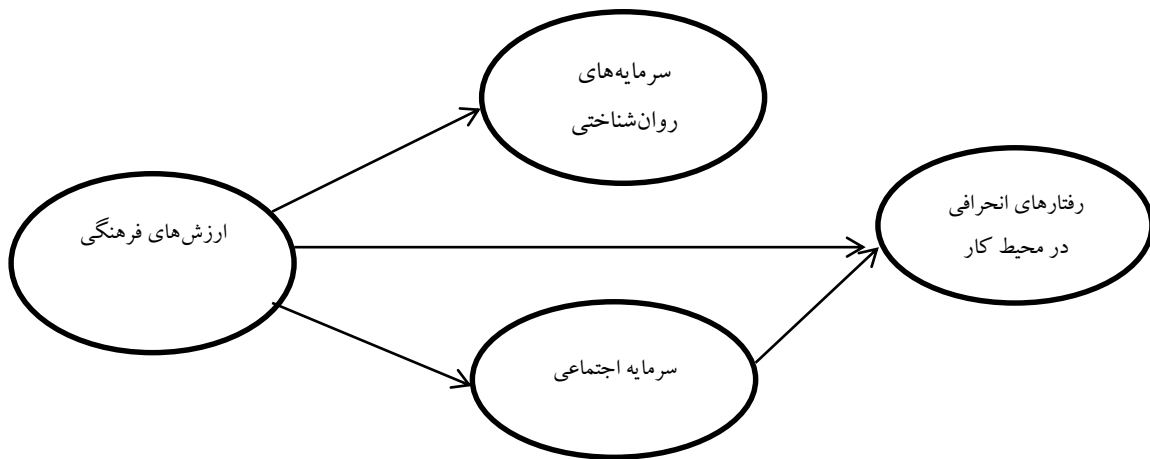 سرمایه‌های
روان‌شناختی
رفتارهای انحرافی
در محیط کار
ارزش‌های فرهنگی
سرمایه اجتماعی